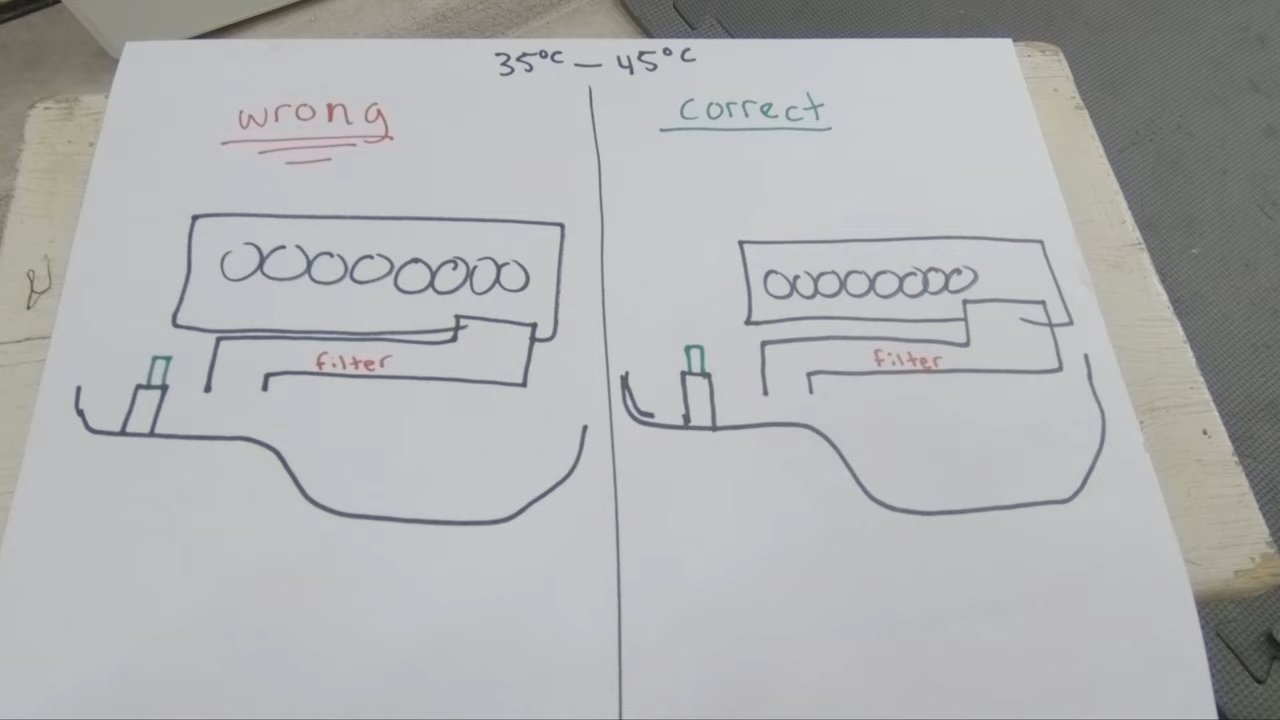 35°C — 45°C
wrong
correct
filter
filter